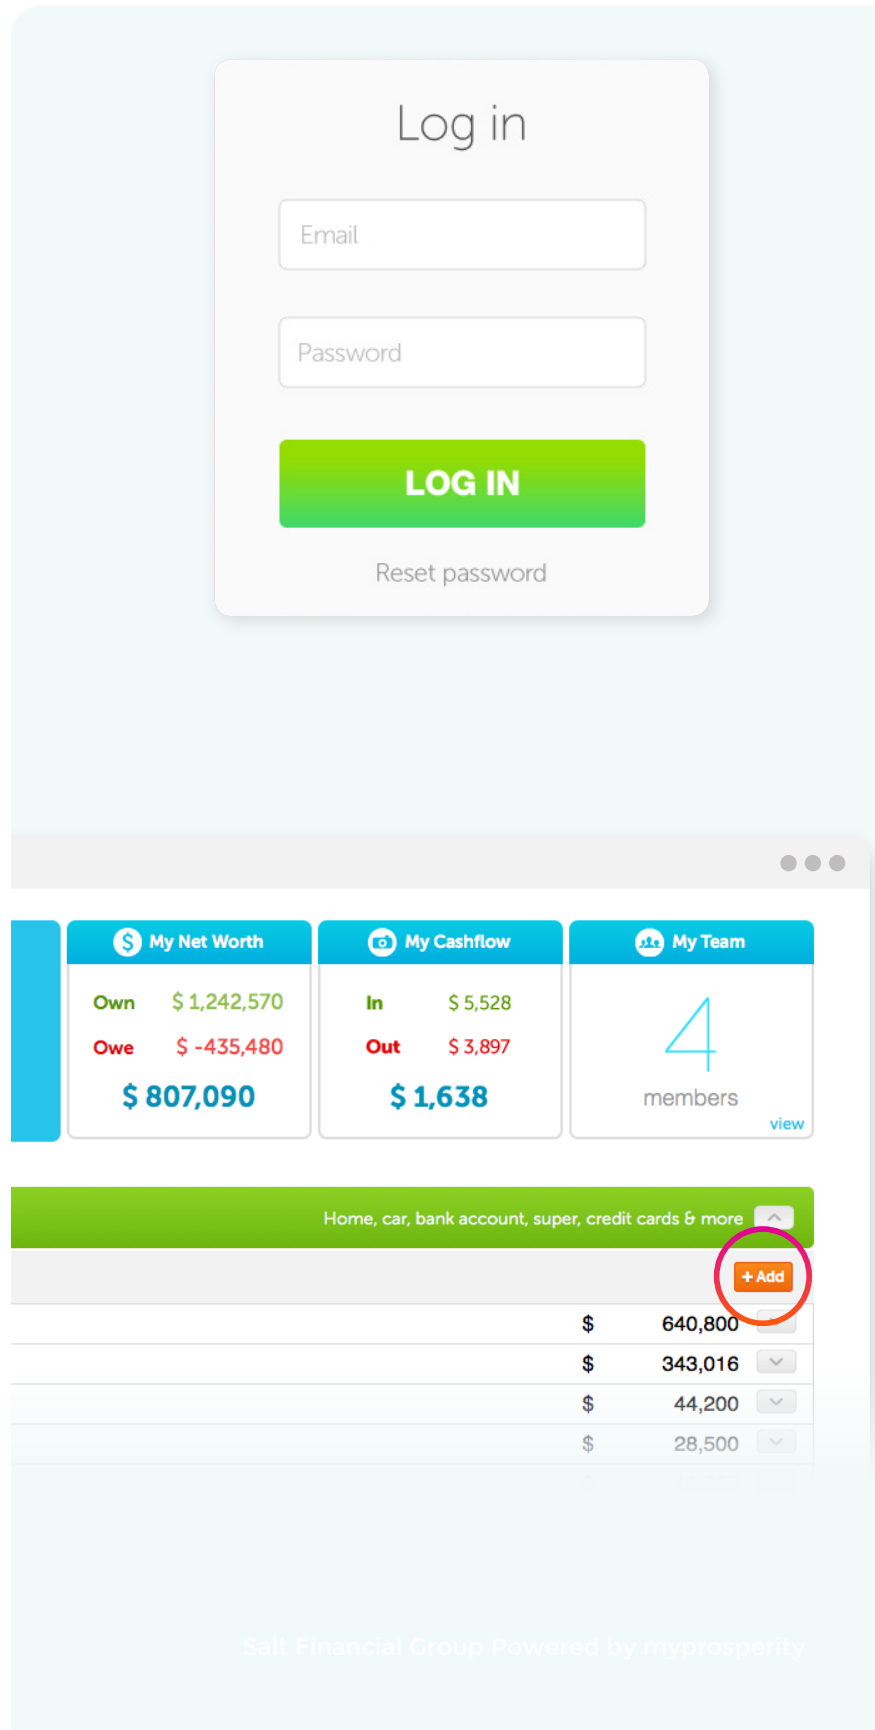 Log in
Email
Password
LOG IN
Reset password
$ My Net Worth
My Cashflow
My Team
Own $ 1,242,570
In $ 5,528
4
Owe $ -435,480
Out $ 3,897
$ 807,090
$ 1,638
members
view
Home, car, bank account, super, credit cards & more
+ Add
$ 640,800
$ 343,016
$ 44,200
$ 28,500
Salt Financial Group Powered by myprosperity